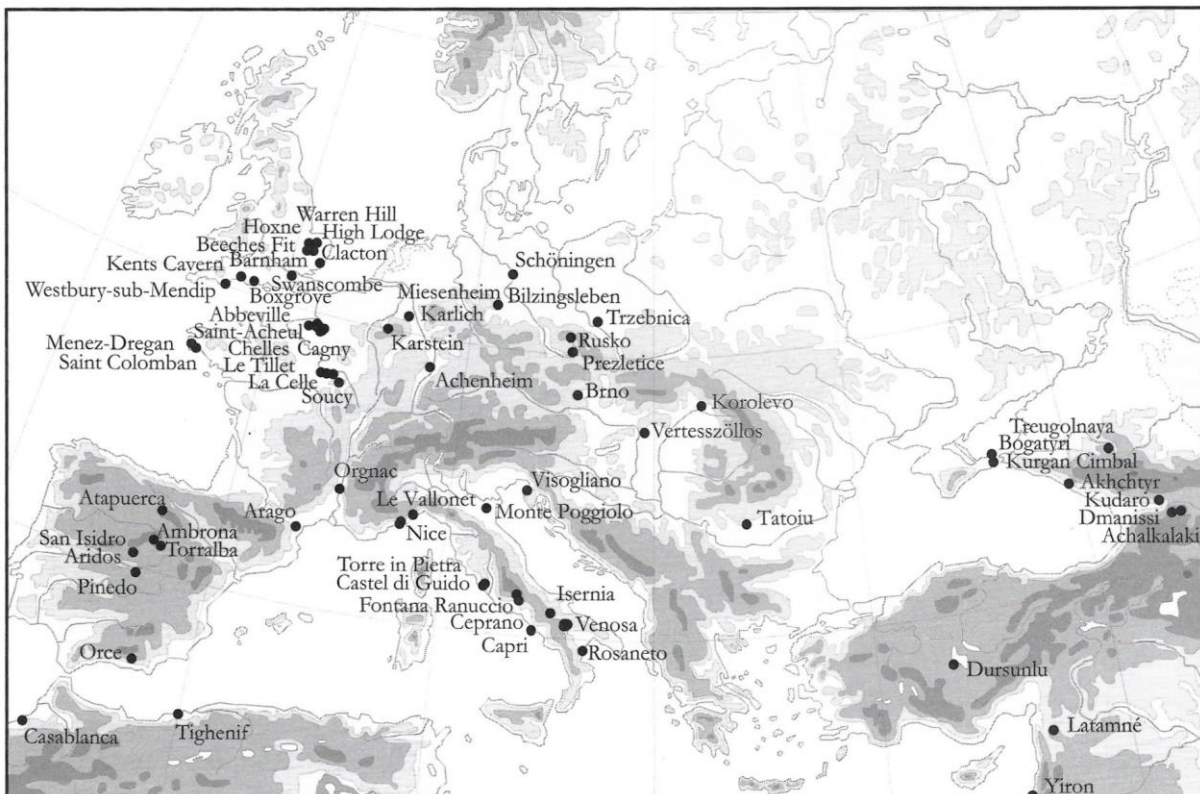 Warren Hill
Hoxne
High Lodge
Beeches Fit
Clacton
Barnham
Kents Cavern
Swanscombe
Westbury-sub-Mendip
Boxgrove
Schöningen
Miesenheim
Bilzingsleben
Abbeville
Karlich
Trzebnica
Saint-Acheul
Menez-Dregan
Chelles Cagny
Karstein
Rusko
Saint Colomban
Prezletice
Le Tillet
La Celle
Achenheim
Soucy
Brno
Korolevo
Vertesszöllos
Treugolnaya
Bogatyri
Kurgan Cimbal
Orgnac
Visogliano
Akhchtyr
Atapuerca
Le Vallonet
Kudaro
Arago
Monte Poggiolo
Dmanissi
Nice
Tatoiu
Achalkalaki
San Isidro
Ambrona
Aridos
Torralba
Pinedo
Torre in Pietra
Castel di Guido
Isernia
Fontana Ranuccio
Ceprano
Venosa
Capri
Orce
Rosaneto
Dursunlu
Casablanca
Tighenif
Latamné
Yiron